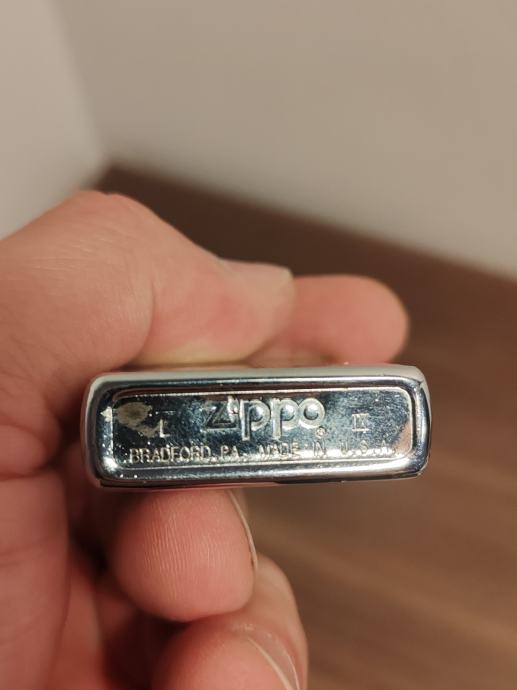 L Zippo ® II
BRADFORD, PA. MADE IN U.S.A.